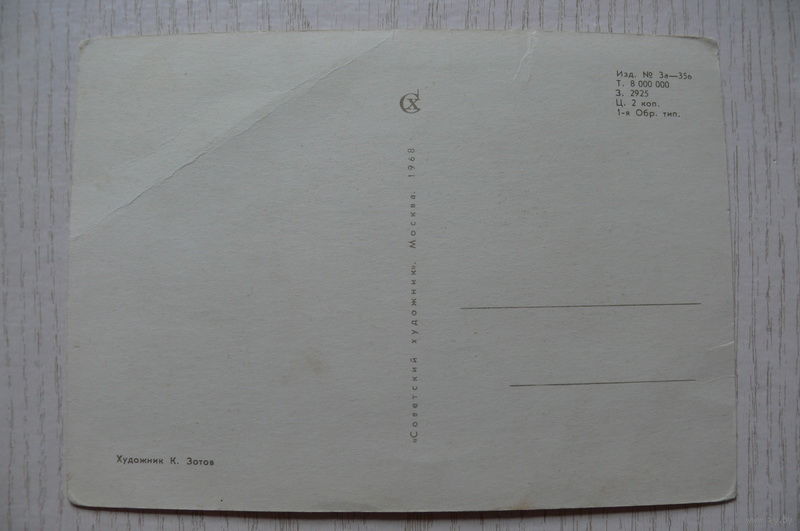 Изд. № 3а—356
Т. 8 000 000
З. 2925
Ц. 2 коп.
1-я Обр. тип.
СХ
«Советский художник». Москва. 1968
Художник К. Зотов